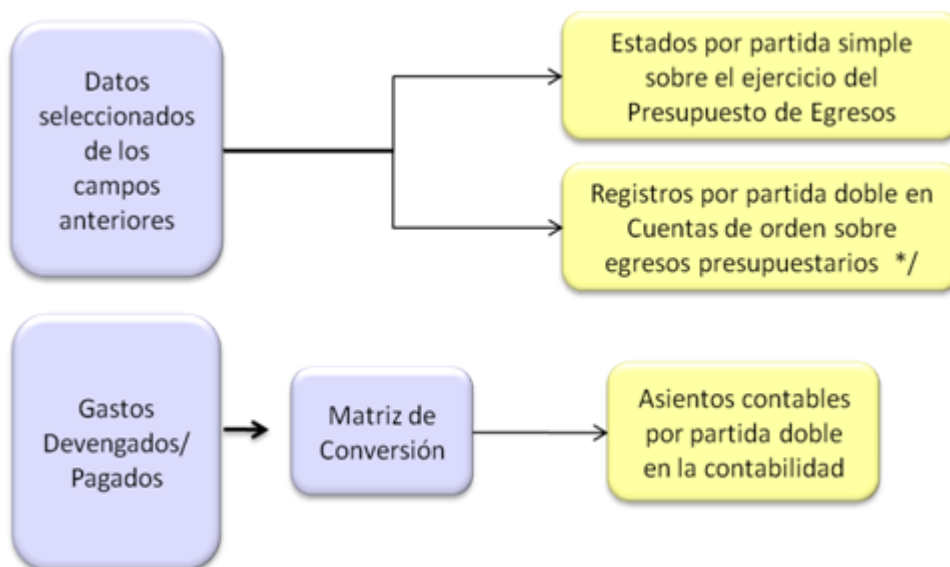 Datos
seleccionados
de los
campos
anteriores
Estados por partida simple
sobre el ejercicio del
Presupuesto de Egresos
Registros por partida doble en
Cuentas de orden sobre
egresos presupuestarios */
Gastos
Devengados/
Pagados
Matriz de
Conversión
Asientos contables
por partida doble
en la contabilidad